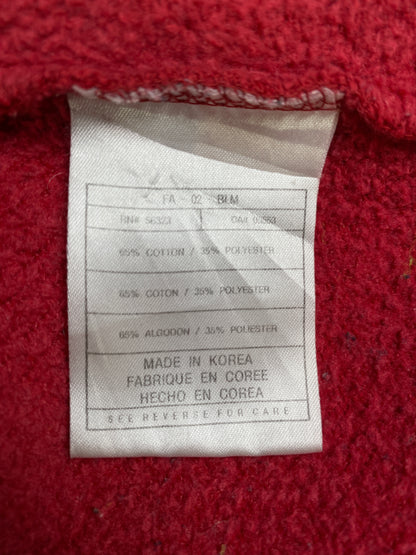 FA - 02 - BLM
RN# 56323 CA# 05553
65% COTTON / 35% POLYESTER
65% COTON / 35% POLYESTER
65% ALGODON / 35% POLIESTER
MADE IN KOREA
FABRIQUE EN COREE
HECHO EN COREA
SEE REVERSE FOR CARE